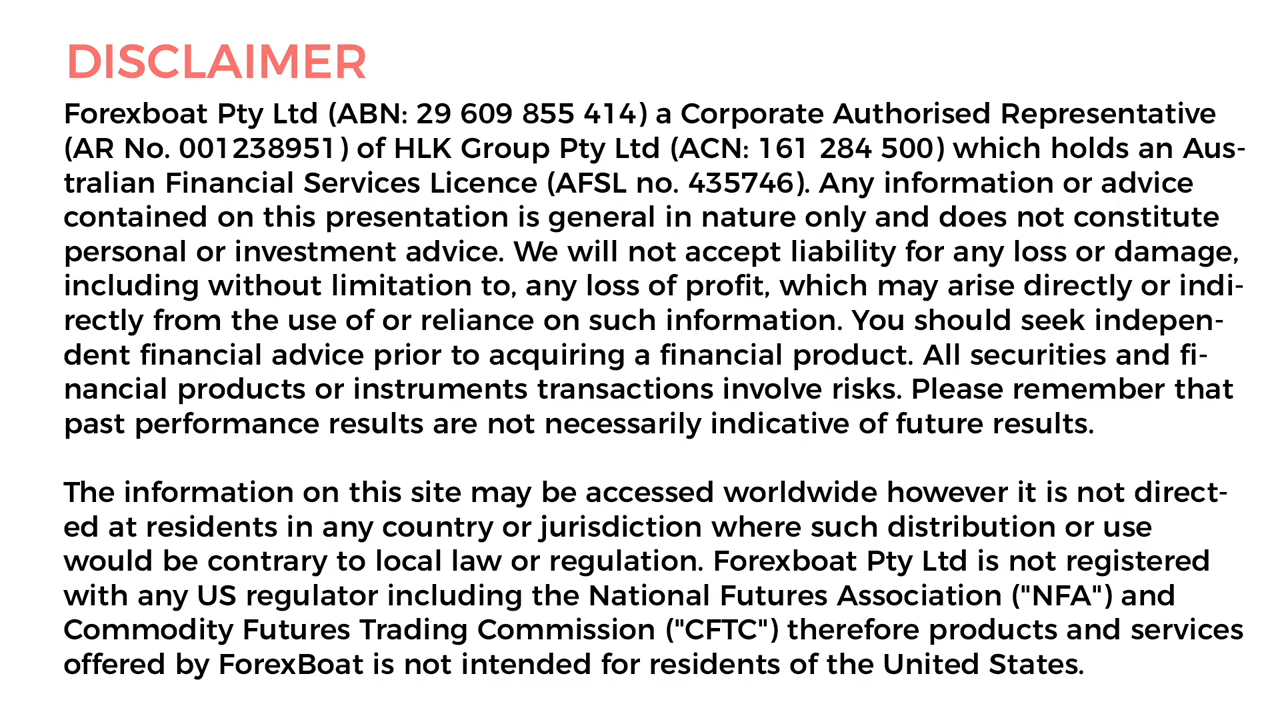 DISCLAIMER
Forexboat Pty Ltd (ABN: 29 609 855 414) a Corporate Authorised Representative
(AR No. 001238951) of HLK Group Pty Ltd (ACN: 161 284 500) which holds an Aus-
tralian Financial Services Licence (AFSL no. 435746). Any information or advice
contained on this presentation is general in nature only and does not constitute
personal or investment advice. We will not accept liability for any loss or damage,
including without limitation to, any loss of profit, which may arise directly or indi-
rectly from the use of or reliance on such information. You should seek indepen-
dent financial advice prior to acquiring a financial product. All securities and fi-
nancial products or instruments transactions involve risks. Please remember that
past performance results are not necessarily indicative of future results.
The information on this site may be accessed worldwide however it is not direct-
ed at residents in any country or jurisdiction where such distribution or use
would be contrary to local law or regulation. Forexboat Pty Ltd is not registered
with any US regulator including the National Futures Association ("NFA") and
Commodity Futures Trading Commission ("CFTC") therefore products and services
offered by ForexBoat is not intended for residents of the United States.